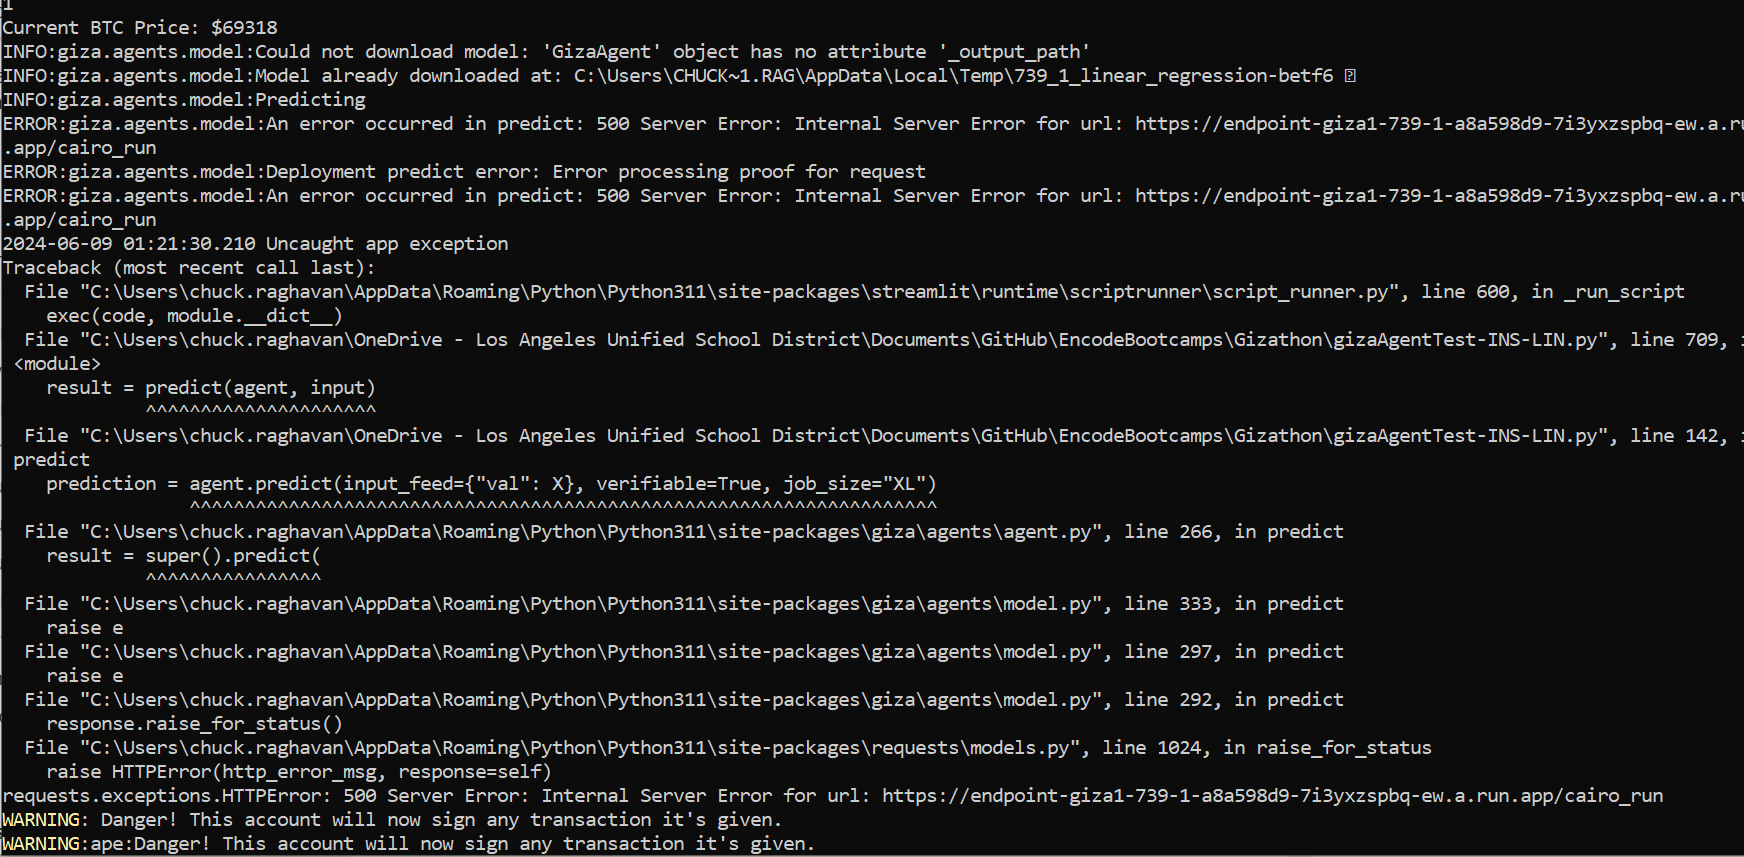 Current BTC Price: $69318
INFO:giza.agents.model:Could not download model: 'GizaAgent' object has no attribute '_output_path'
INFO:giza.agents.model:Model already downloaded at: C:\Users\CHUCK~1.RAG\AppData\Local\Temp\739_1_linear_regression-betf6
INFO:giza.agents.model:Predicting
ERROR:giza.agents.model:An error occurred in predict: 500 Server Error: Internal Server Error for url: https://endpoint-giza1-739-1-a8a598d9-7i3yxzspbq-ew.a.ru
.app/cairo_run
ERROR:giza.agents.model:Deployment predict error: Error processing proof for request
ERROR:giza.agents.model:An error occurred in predict: 500 Server Error: Internal Server Error for url: https://endpoint-giza1-739-1-a8a598d9-7i3yxzspbq-ew.a.ru
.app/cairo_run
2024-06-09 01:21:30.210 Uncaught app exception
Traceback (most recent call last):
  File "C:\Users\chuck.raghavan\AppData\Roaming\Python\Python311\site-packages\streamlit\runtime\scriptrunner\script_runner.py", line 600, in _run_script
    exec(code, module.__dict__)
  File "C:\Users\chuck.raghavan\OneDrive - Los Angeles Unified School District\Documents\GitHub\EncodeBootcamps\Gizathon\gizaAgentTest-INS-LIN.py", line 709,
<module>
    result = predict(agent, input)
             ^^^^^^^^^^^^^^^^^^^^^
  File "C:\Users\chuck.raghavan\OneDrive - Los Angeles Unified School District\Documents\GitHub\EncodeBootcamps\Gizathon\gizaAgentTest-INS-LIN.py", line 142,
predict
    prediction = agent.predict(input_feed={"val": X}, verifiable=True, job_size="XL")
                 ^^^^^^^^^^^^^^^^^^^^^^^^^^^^^^^^^^^^^^^^^^^^^^^^^^^^^^^^^^^^^^^^^^^^
  File "C:\Users\chuck.raghavan\AppData\Roaming\Python\Python311\site-packages\giza\agents\agent.py", line 266, in predict
    result = super().predict(
             ^^^^^^^^^^^^^^^^
  File "C:\Users\chuck.raghavan\AppData\Roaming\Python\Python311\site-packages\giza\agents\model.py", line 333, in predict
    raise e
  File "C:\Users\chuck.raghavan\AppData\Roaming\Python\Python311\site-packages\giza\agents\model.py", line 297, in predict
    raise e
  File "C:\Users\chuck.raghavan\AppData\Roaming\Python\Python311\site-packages\giza\agents\model.py", line 292, in predict
    response.raise_for_status()
  File "C:\Users\chuck.raghavan\AppData\Roaming\Python\Python311\site-packages\requests\models.py", line 1024, in raise_for_status
    raise HTTPError(http_error_msg, response=self)
requests.exceptions.HTTPError: 500 Server Error: Internal Server Error for url: https://endpoint-giza1-739-1-a8a598d9-7i3yxzspbq-ew.a.run.app/cairo_run
WARNING: Danger! This account will now sign any transaction it's given.
WARNING:ape:Danger! This account will now sign any transaction it's given.